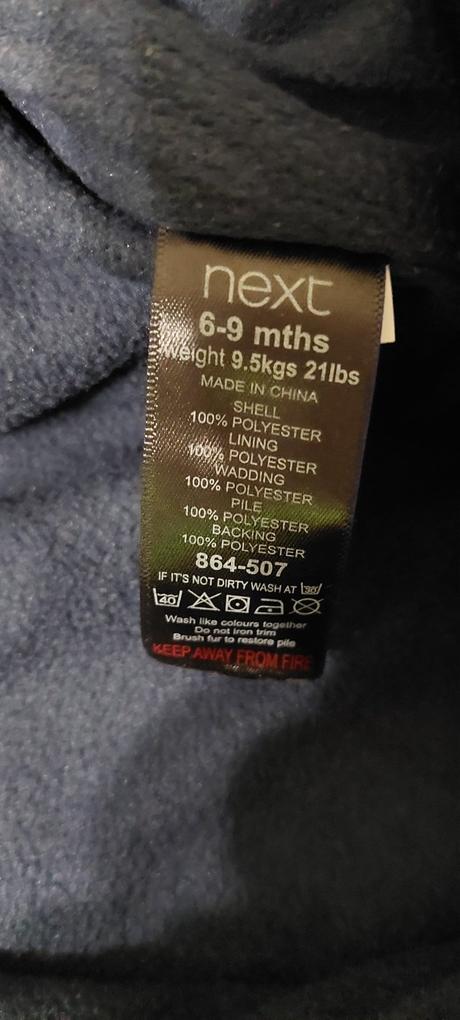 next
6-9 mths
weight 9.5kgs 21lbs
MADE IN CHINA
SHELL
100% POLYESTER
LINING
100% POLYESTER
WADDING
100% POLYESTER
PILE
100% POLYESTER
BACKING
100% POLYESTER
864-507
IF IT'S NOT DIRTY WASH AT 30
40
Wash like colours together
Do not iron trim
Brush fur to restore pile
KEEP AWAY FROM FIRE